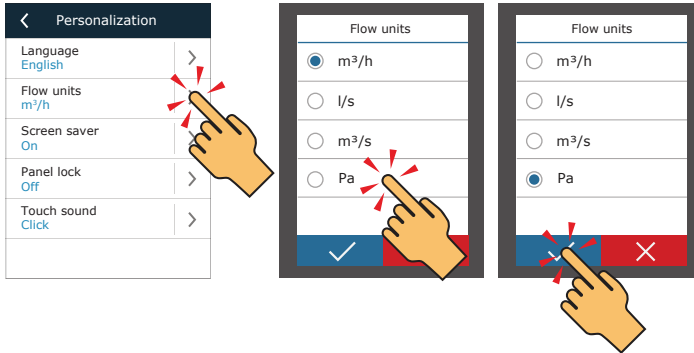 Personalization
Language
English
Flow units
m³/h
Screen saver
On
Panel lock
Off
Touch sound
Click
Flow units
m³/h
l/s
m³/s
Pa
Flow units
m³/h
l/s
m³/s
Pa